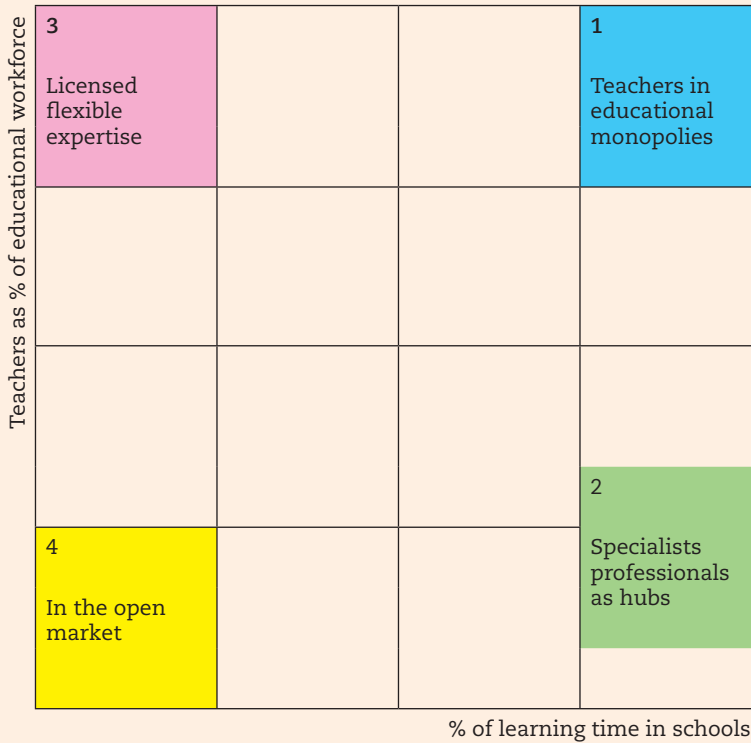 Teachers as % of educational workforce
3
Licensed
flexible
expertise
1
Teachers in
educational
monopolies
2
Specialists
professionals
as hubs
4
In the open
market
% of learning time in schools